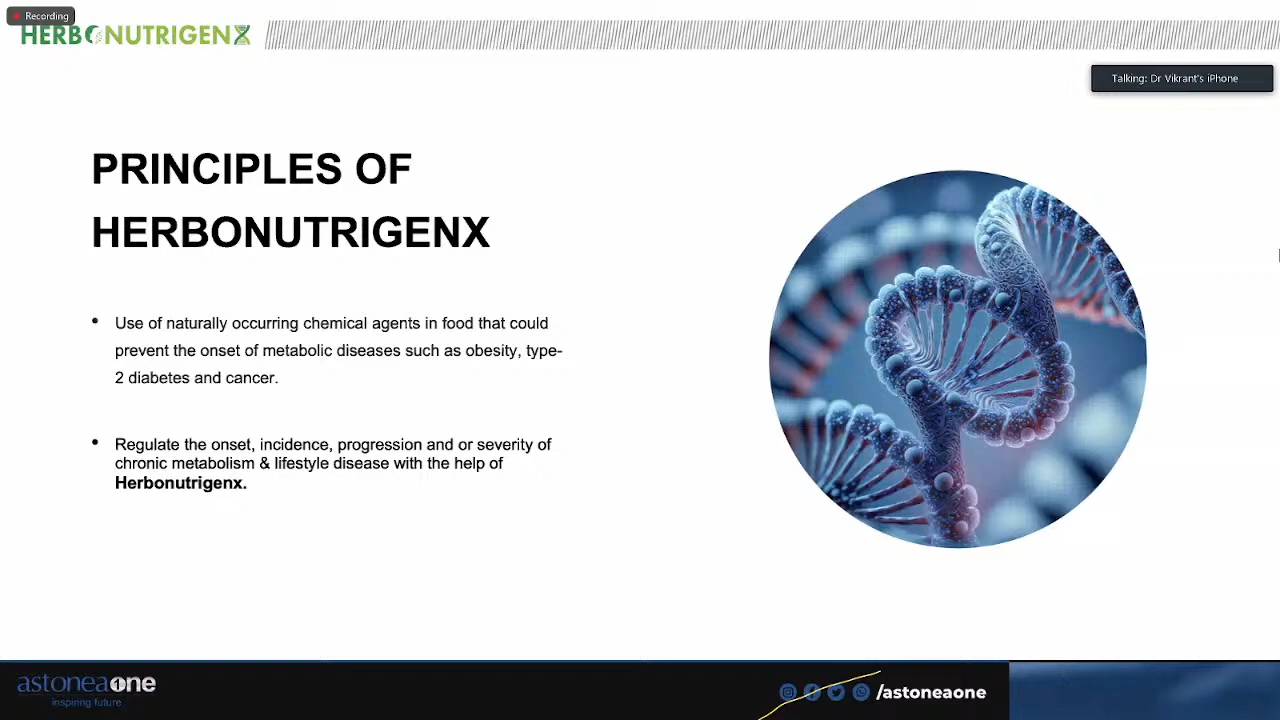 Recording
HERBONUTRIGENX
Talking: Dr Vikrant's iPhone
PRINCIPLES OF
HERBONUTRIGENX
• Use of naturally occurring chemical agents in food that could
prevent the onset of metabolic diseases such as obesity, type-
2 diabetes and cancer.
• Regulate the onset, incidence, progression and or severity of
chronic metabolism & lifestyle disease with the help of
Herbonutrigenx.
astoneaone
inspiring future
/astoneaone